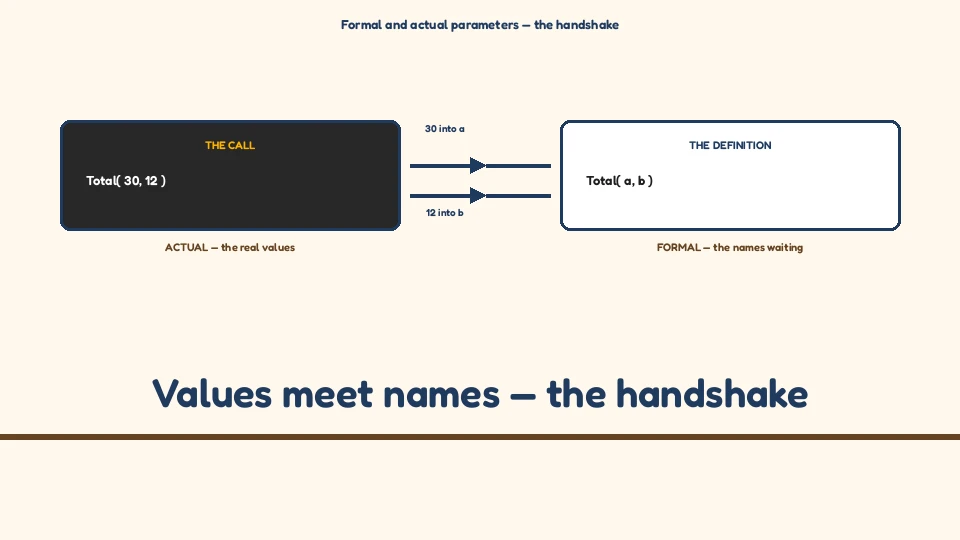 Formal and actual parameters — the handshake
THE CALL
Total( 30, 12 )
ACTUAL — the real values
30 into a
12 into b
THE DEFINITION
Total( a, b )
FORMAL — the names waiting
Values meet names — the handshake